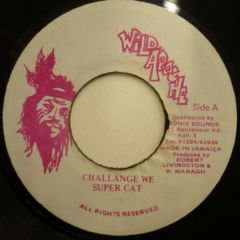 WILD APACHE
Side A
Distributed by
SONIC SOUNDS
Retirement Rd.
Kgn. 5
MADE IN JAMAICA
Produced by
ROBERT
LIVINGSTON &
W. MARAGH
CHALLANGE WE
SUPER CAT
ALL RIGHTS RESERVED